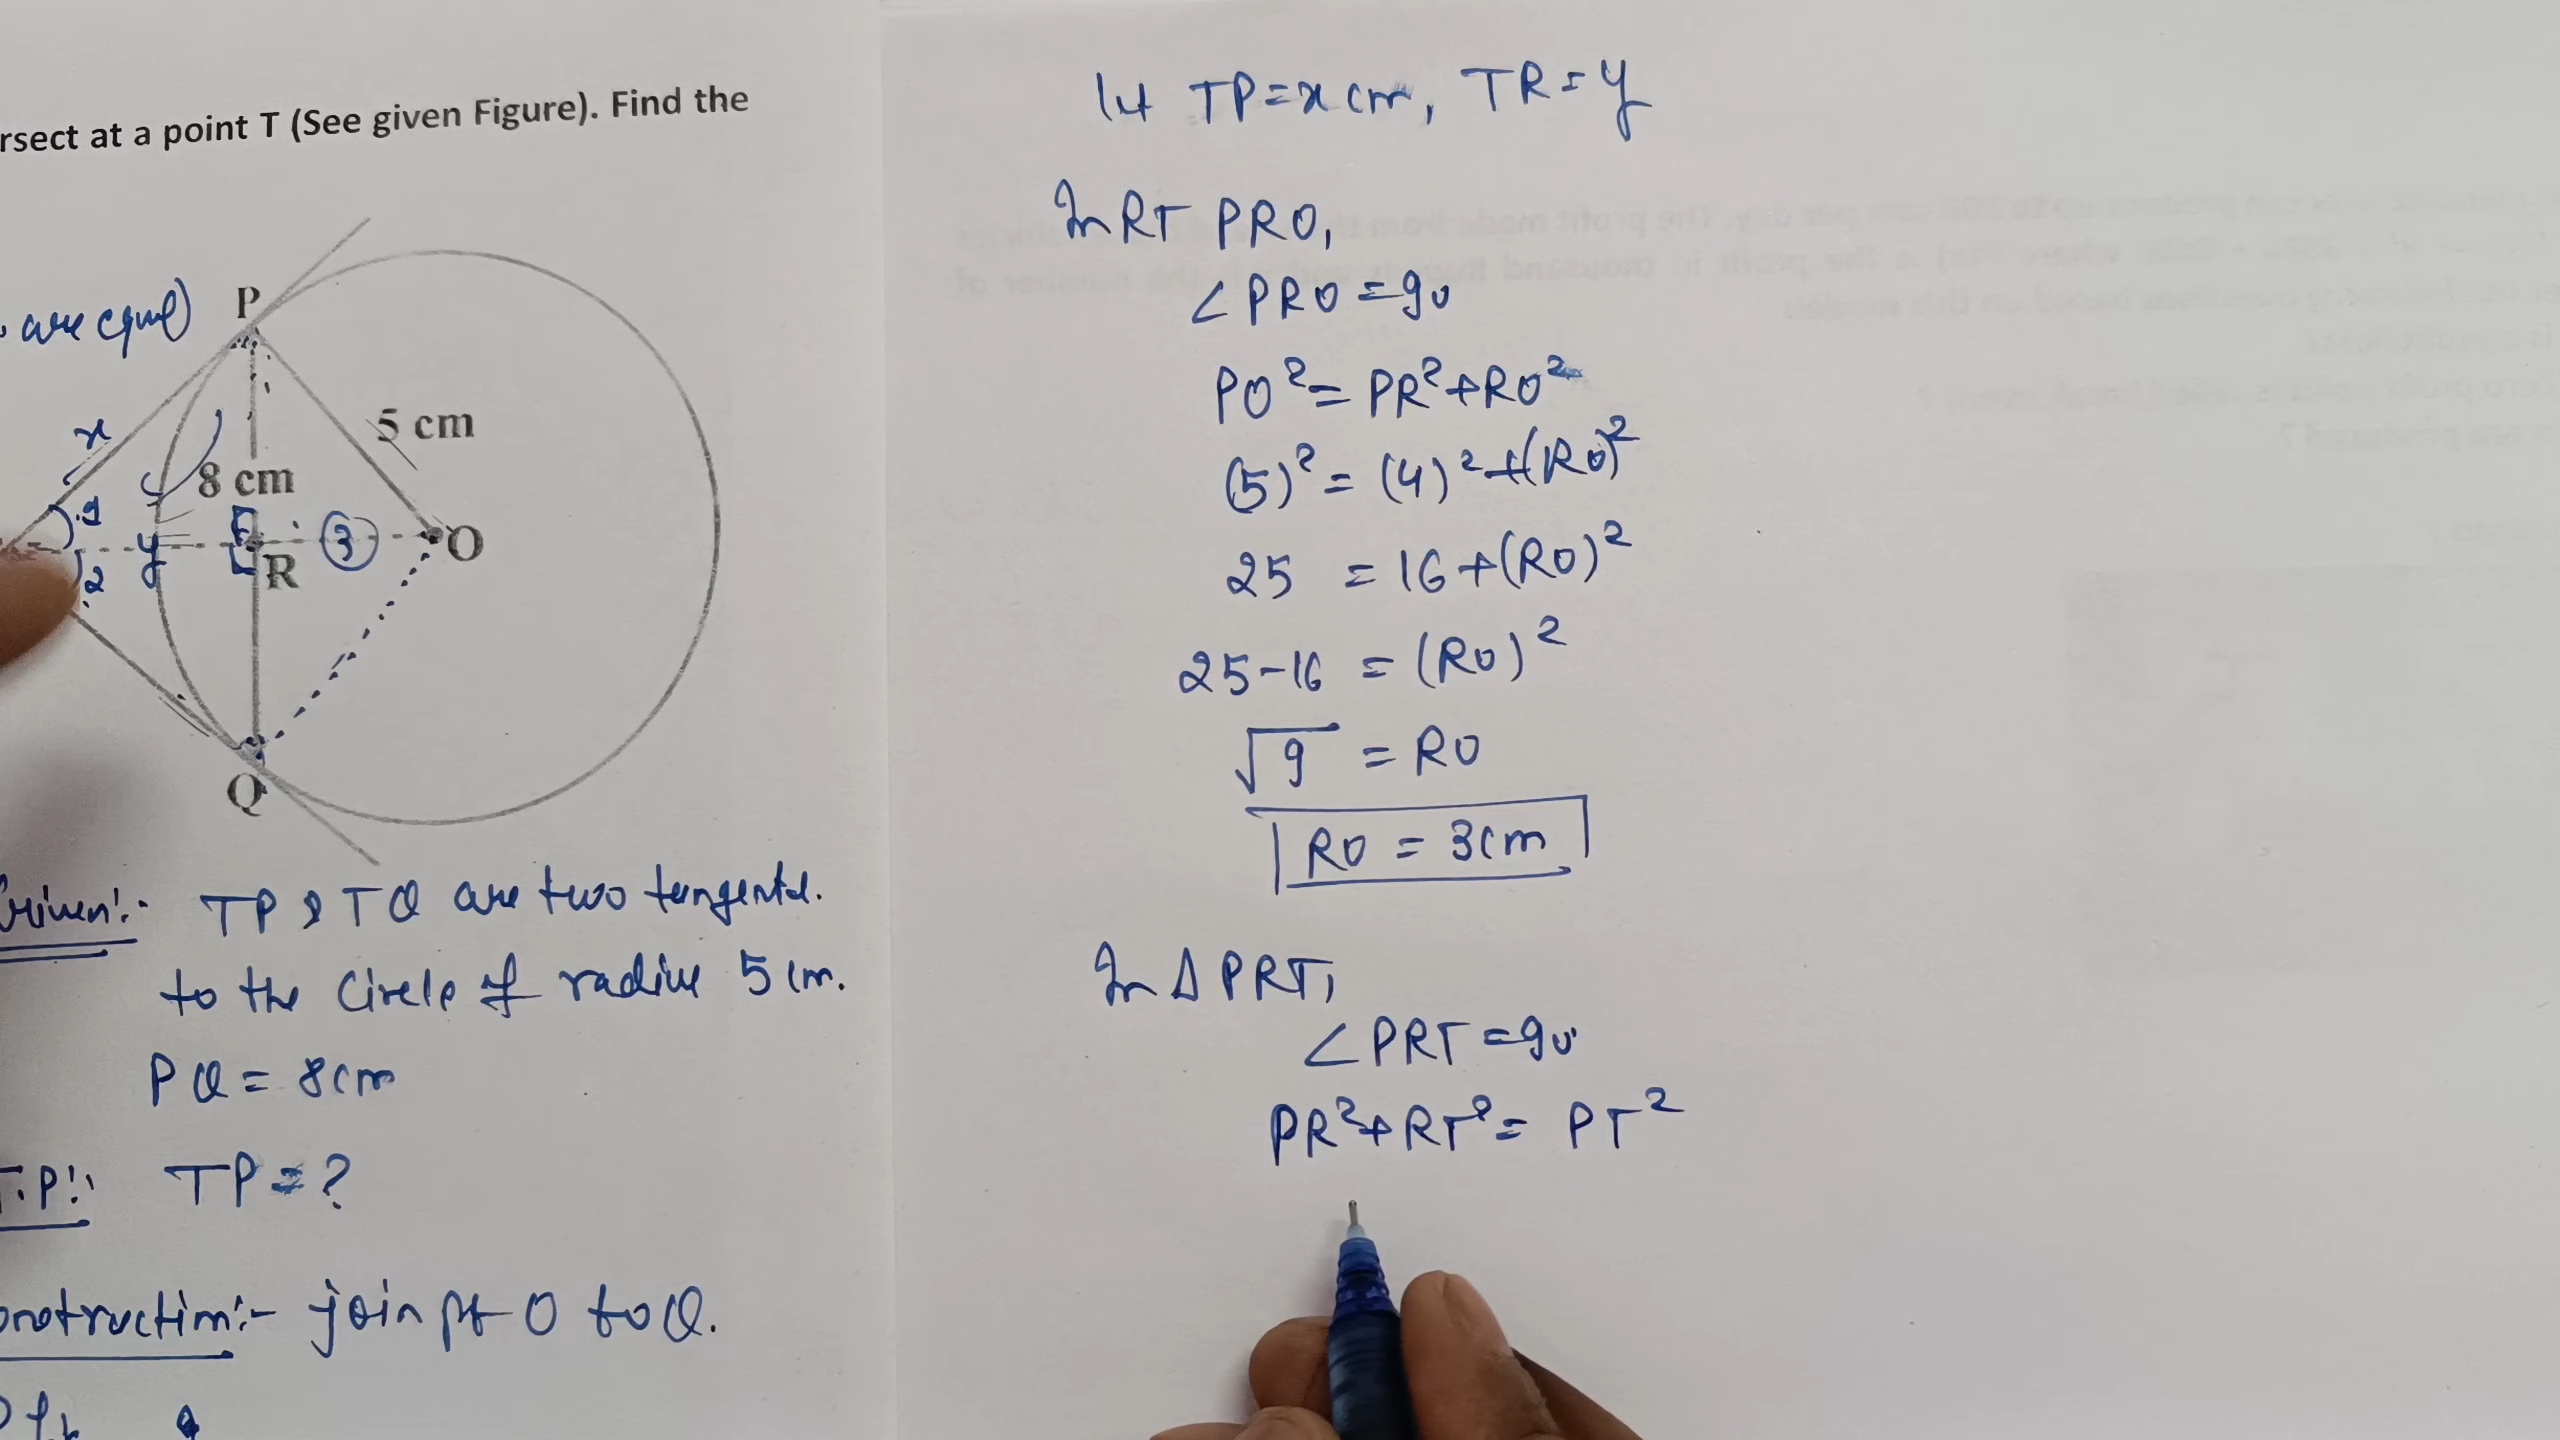 rsect at a point T (See given Figure). Find the
are equal)
P
x
5 cm
8 cm
1
y
3
O
R
2
Q
Given:- TP & TQ are two tangents.
to the Circle of radius 5 cm.
PQ = 8cm
T.P:- TP = ?
onstruction:- join pt O to Q.
let TP = x cm, TR = y
In RT PRO,
∠PRO = 90
PO² = PR² + RO²
(5)² = (4)² + (RO)²
25 = 16 + (RO)²
25 - 16 = (RO)²
√9 = RO
RO = 3cm
In Δ PRT,
∠PRT = 90°
PR² + RT² = PT²